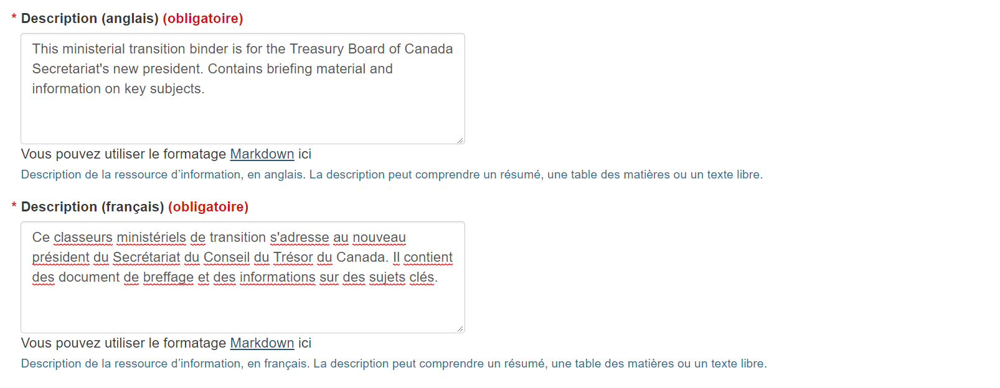 * Description (anglais) (obligatoire)
This ministerial transition binder is for the Treasury Board of Canada
Secretariat's new president. Contains briefing material and
information on key subjects.
Vous pouvez utiliser le formatage Markdown ici
Description de la ressource d’information, en anglais. La description peut comprendre un résumé, une table des matières ou un texte libre.
* Description (français) (obligatoire)
Ce classeurs ministériels de transition s'adresse au nouveau
président du Secrétariat du Conseil du Trésor du Canada. Il contient
des document de breffage et des informations sur des sujets clés.
Vous pouvez utiliser le formatage Markdown ici
Description de la ressource d’information, en français. La description peut comprendre un résumé, une table des matières ou un texte libre.